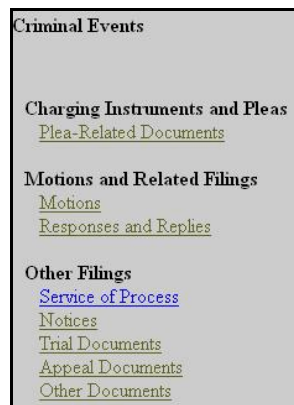 Criminal Events
Charging Instruments and Pleas
Plea-Related Documents
Motions and Related Filings
Motions
Responses and Replies
Other Filings
Service of Process
Notices
Trial Documents
Appeal Documents
Other Documents